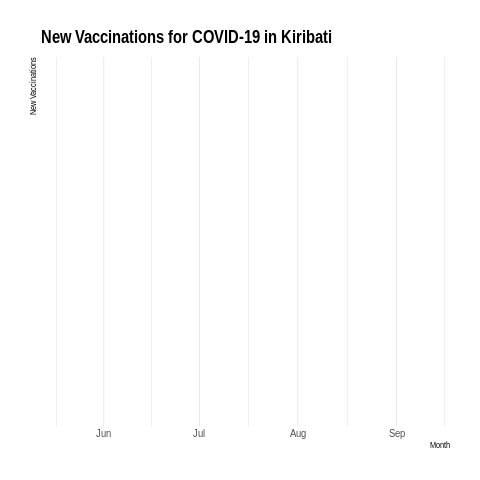 New Vaccinations for COVID-19 in Kiribati
New Vaccinations
Jun Jul Aug Sep
Month